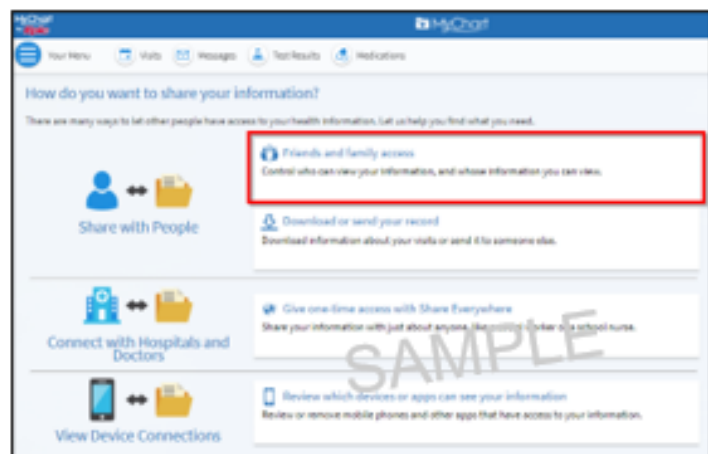 MyChart
MyChart
Your Menu Visits Messages Test Results Medications
How do you want to share your information?
There are many ways to let other people have access to your health information. Let us help you find what you need.
Share with People
Friends and family access
Control who can view your information, and whose information you can view.
Download or send your record
Download information about your visits or send it to someone else.
Connect with Hospitals and
Doctors
Give one-time access with Share Everywhere
Share your information with just about anyone, like worker or a school nurse.
View Device Connections
Review which devices or apps can see your information
Review or remove mobile phones and other apps that have access to your information.
SAMPLE